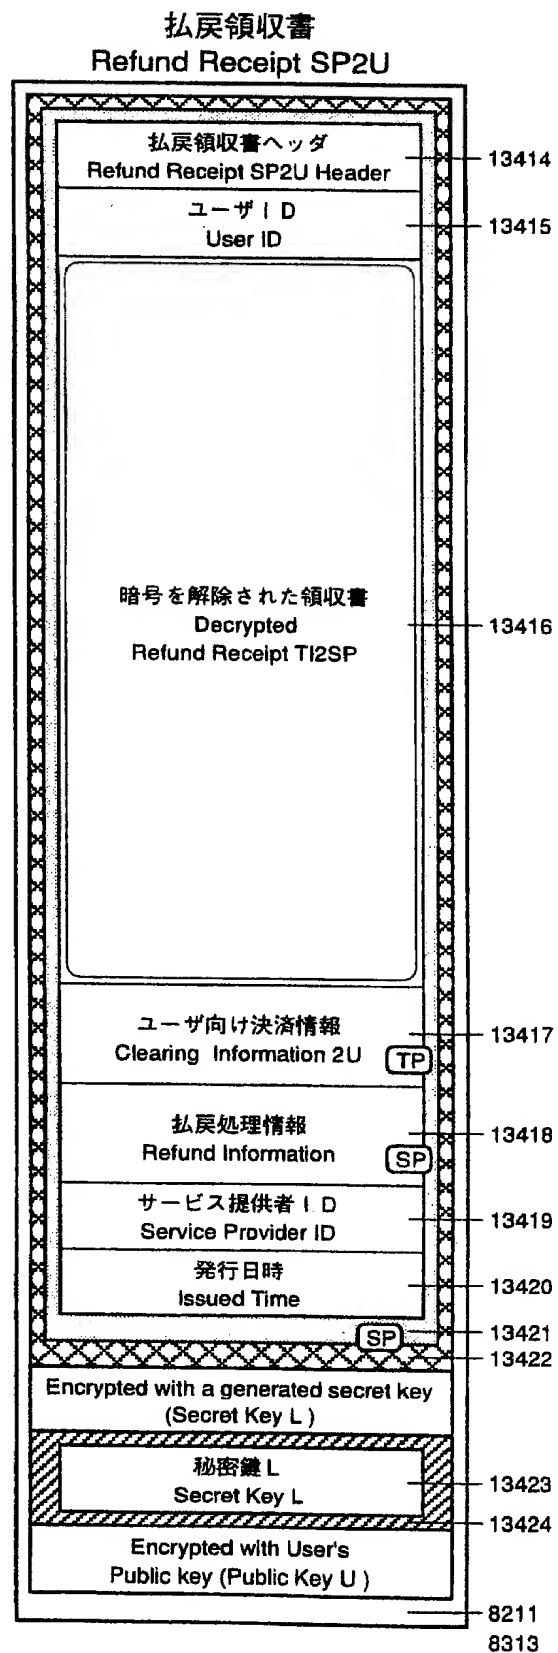 払戻領収書
Refund Receipt SP2U
払戻領収書ヘッダ
Refund Receipt SP2U Header
13414
ユーザID
User ID
13415
暗号を解除された領収書
Decrypted
Refund Receipt TI2SP
13416
ユーザ向け決済情報
Clearing Information 2U
TP
13417
払戻処理情報
Refund Information
SP
13418
サービス提供者ID
Service Provider ID
13419
発行日時
Issued Time
13420
SP
13421
13422
Encrypted with a generated secret key
(Secret Key L )
秘密鍵L
Secret Key L
13423
13424
Encrypted with User's
Public key (Public Key U )
8211
8313